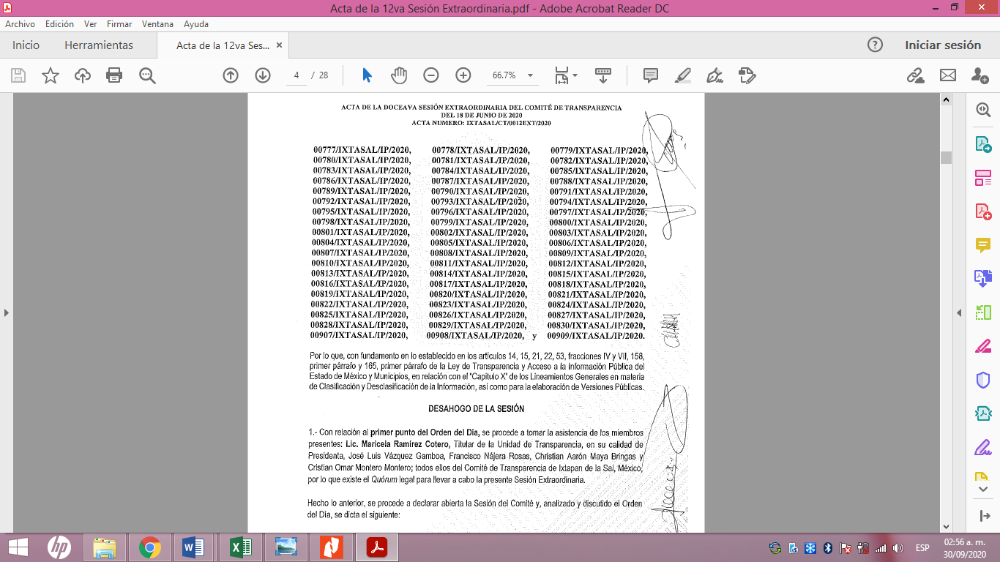 Acta de la 12va Sesión Extraordinaria.pdf - Adobe Acrobat Reader DC
Archivo Edición Ver Firmar Ventana Ayuda
Inicio Herramientas Acta de la 12va Ses... × Iniciar sesión
4 / 28 66.7%
ACTA DE LA DOCEAVA SESIÓN EXTRAORDINARIA DEL COMITÉ DE TRANSPARENCIA
DEL 18 DE JUNIO DE 2020
ACTA NUMERO: IXTASAL/CT/0012EXT/2020
00777/IXTASAL/IP/2020, 00778/IXTASAL/IP/2020, 00779/IXTASAL/IP/2020,
00780/IXTASAL/IP/2020, 00781/IXTASAL/IP/2020, 00782/IXTASAL/IP/2020,
00783/IXTASAL/IP/2020, 00784/IXTASAL/IP/2020, 00785/IXTASAL/IP/2020,
00786/IXTASAL/IP/2020, 00787/IXTASAL/IP/2020, 00788/IXTASAL/IP/2020,
00789/IXTASAL/IP/2020, 00790/IXTASAL/IP/2020, 00791/IXTASAL/IP/2020,
00792/IXTASAL/IP/2020, 00793/IXTASAL/IP/2020, 00794/IXTASAL/IP/2020,
00795/IXTASAL/IP/2020, 00796/IXTASAL/IP/2020, 00797/IXTASAL/IP/2020,
00798/IXTASAL/IP/2020, 00799/IXTASAL/IP/2020, 00800/IXTASAL/IP/2020,
00801/IXTASAL/IP/2020, 00802/IXTASAL/IP/2020, 00803/IXTASAL/IP/2020,
00804/IXTASAL/IP/2020, 00805/IXTASAL/IP/2020, 00806/IXTASAL/IP/2020,
00807/IXTASAL/IP/2020, 00808/IXTASAL/IP/2020, 00809/IXTASAL/IP/2020,
00810/IXTASAL/IP/2020, 00811/IXTASAL/IP/2020, 00812/IXTASAL/IP/2020,
00813/IXTASAL/IP/2020, 00814/IXTASAL/IP/2020, 00815/IXTASAL/IP/2020,
00816/IXTASAL/IP/2020, 00817/IXTASAL/IP/2020, 00818/IXTASAL/IP/2020,
00819/IXTASAL/IP/2020, 00820/IXTASAL/IP/2020, 00821/IXTASAL/IP/2020,
00822/IXTASAL/IP/2020, 00823/IXTASAL/IP/2020, 00824/IXTASAL/IP/2020,
00825/IXTASAL/IP/2020, 00826/IXTASAL/IP/2020, 00827/IXTASAL/IP/2020,
00828/IXTASAL/IP/2020, 00829/IXTASAL/IP/2020, 00830/IXTASAL/IP/2020,
00907/IXTASAL/IP/2020, 00908/IXTASAL/IP/2020, y 00909/IXTASAL/IP/2020.
Por lo que, con fundamento en lo establecido en los artículos 14, 15, 21, 22, 53, fracciones IV y VII, 158,
primer párrafo y 165, primer párrafo de la Ley de Transparencia y Acceso a la Información Pública del
Estado de México y Municipios, en relación con el "Capitulo X" de los Lineamientos Generales en materia
de Clasificación y Desclasificación de la Información, así como para la elaboración de Versiones Públicas.
DESAHOGO DE LA SESIÓN
1.- Con relación al primer punto del Orden del Día, se procede a tomar la asistencia de los miembros
presentes: Lic. Maricela Ramírez Cotero, Titular de la Unidad de Transparencia, en su calidad de
Presidenta, José Luis Vázquez Gamboa, Francisco Nájera Rosas, Christian Aarón Maya Bringas y
Cristian Omar Montero Montero; todos ellos del Comité de Transparencia de Ixtapan de la Sal, México,
por lo que existe el Quórum legal para llevar a cabo la presente Sesión Extraordinaria.
Hecho lo anterior, se procede a declarar abierta la Sesión del Comité y, analizado y discutido el Orden
del Día, se dicta el siguiente:
hp
ESP
02:56 a. m.
30/09/2020